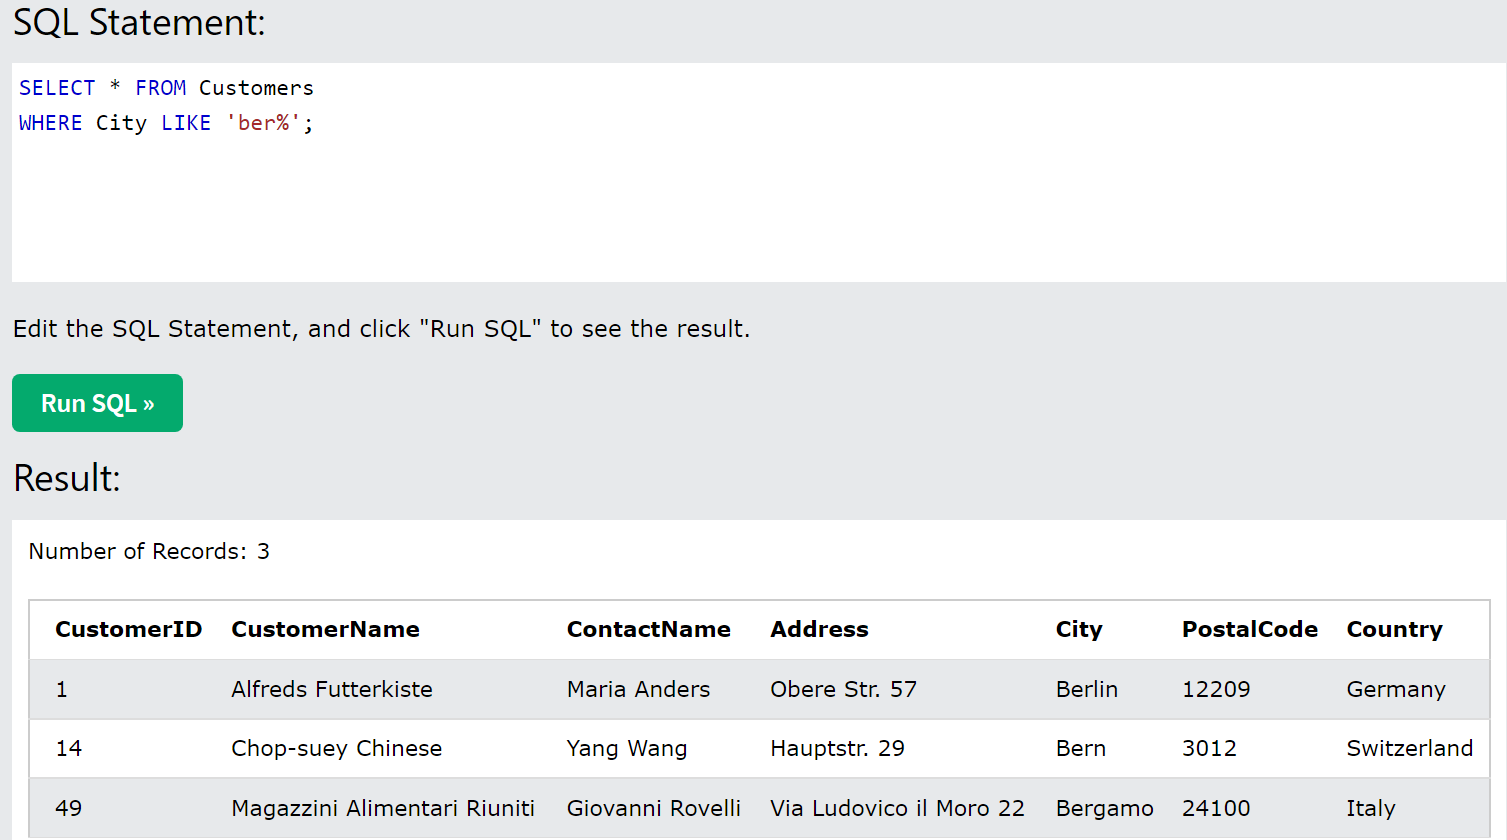 SQL Statement:
SELECT * FROM Customers
WHERE City LIKE 'ber%';
Edit the SQL Statement, and click "Run SQL" to see the result.
Run SQL »
Result:
Number of Records: 3
CustomerID CustomerName ContactName Address City PostalCode Country
1 Alfreds Futterkiste Maria Anders Obere Str. 57 Berlin 12209 Germany
14 Chop-suey Chinese Yang Wang Hauptstr. 29 Bern 3012 Switzerland
49 Magazzini Alimentari Riuniti Giovanni Rovelli Via Ludovico il Moro 22 Bergamo 24100 Italy